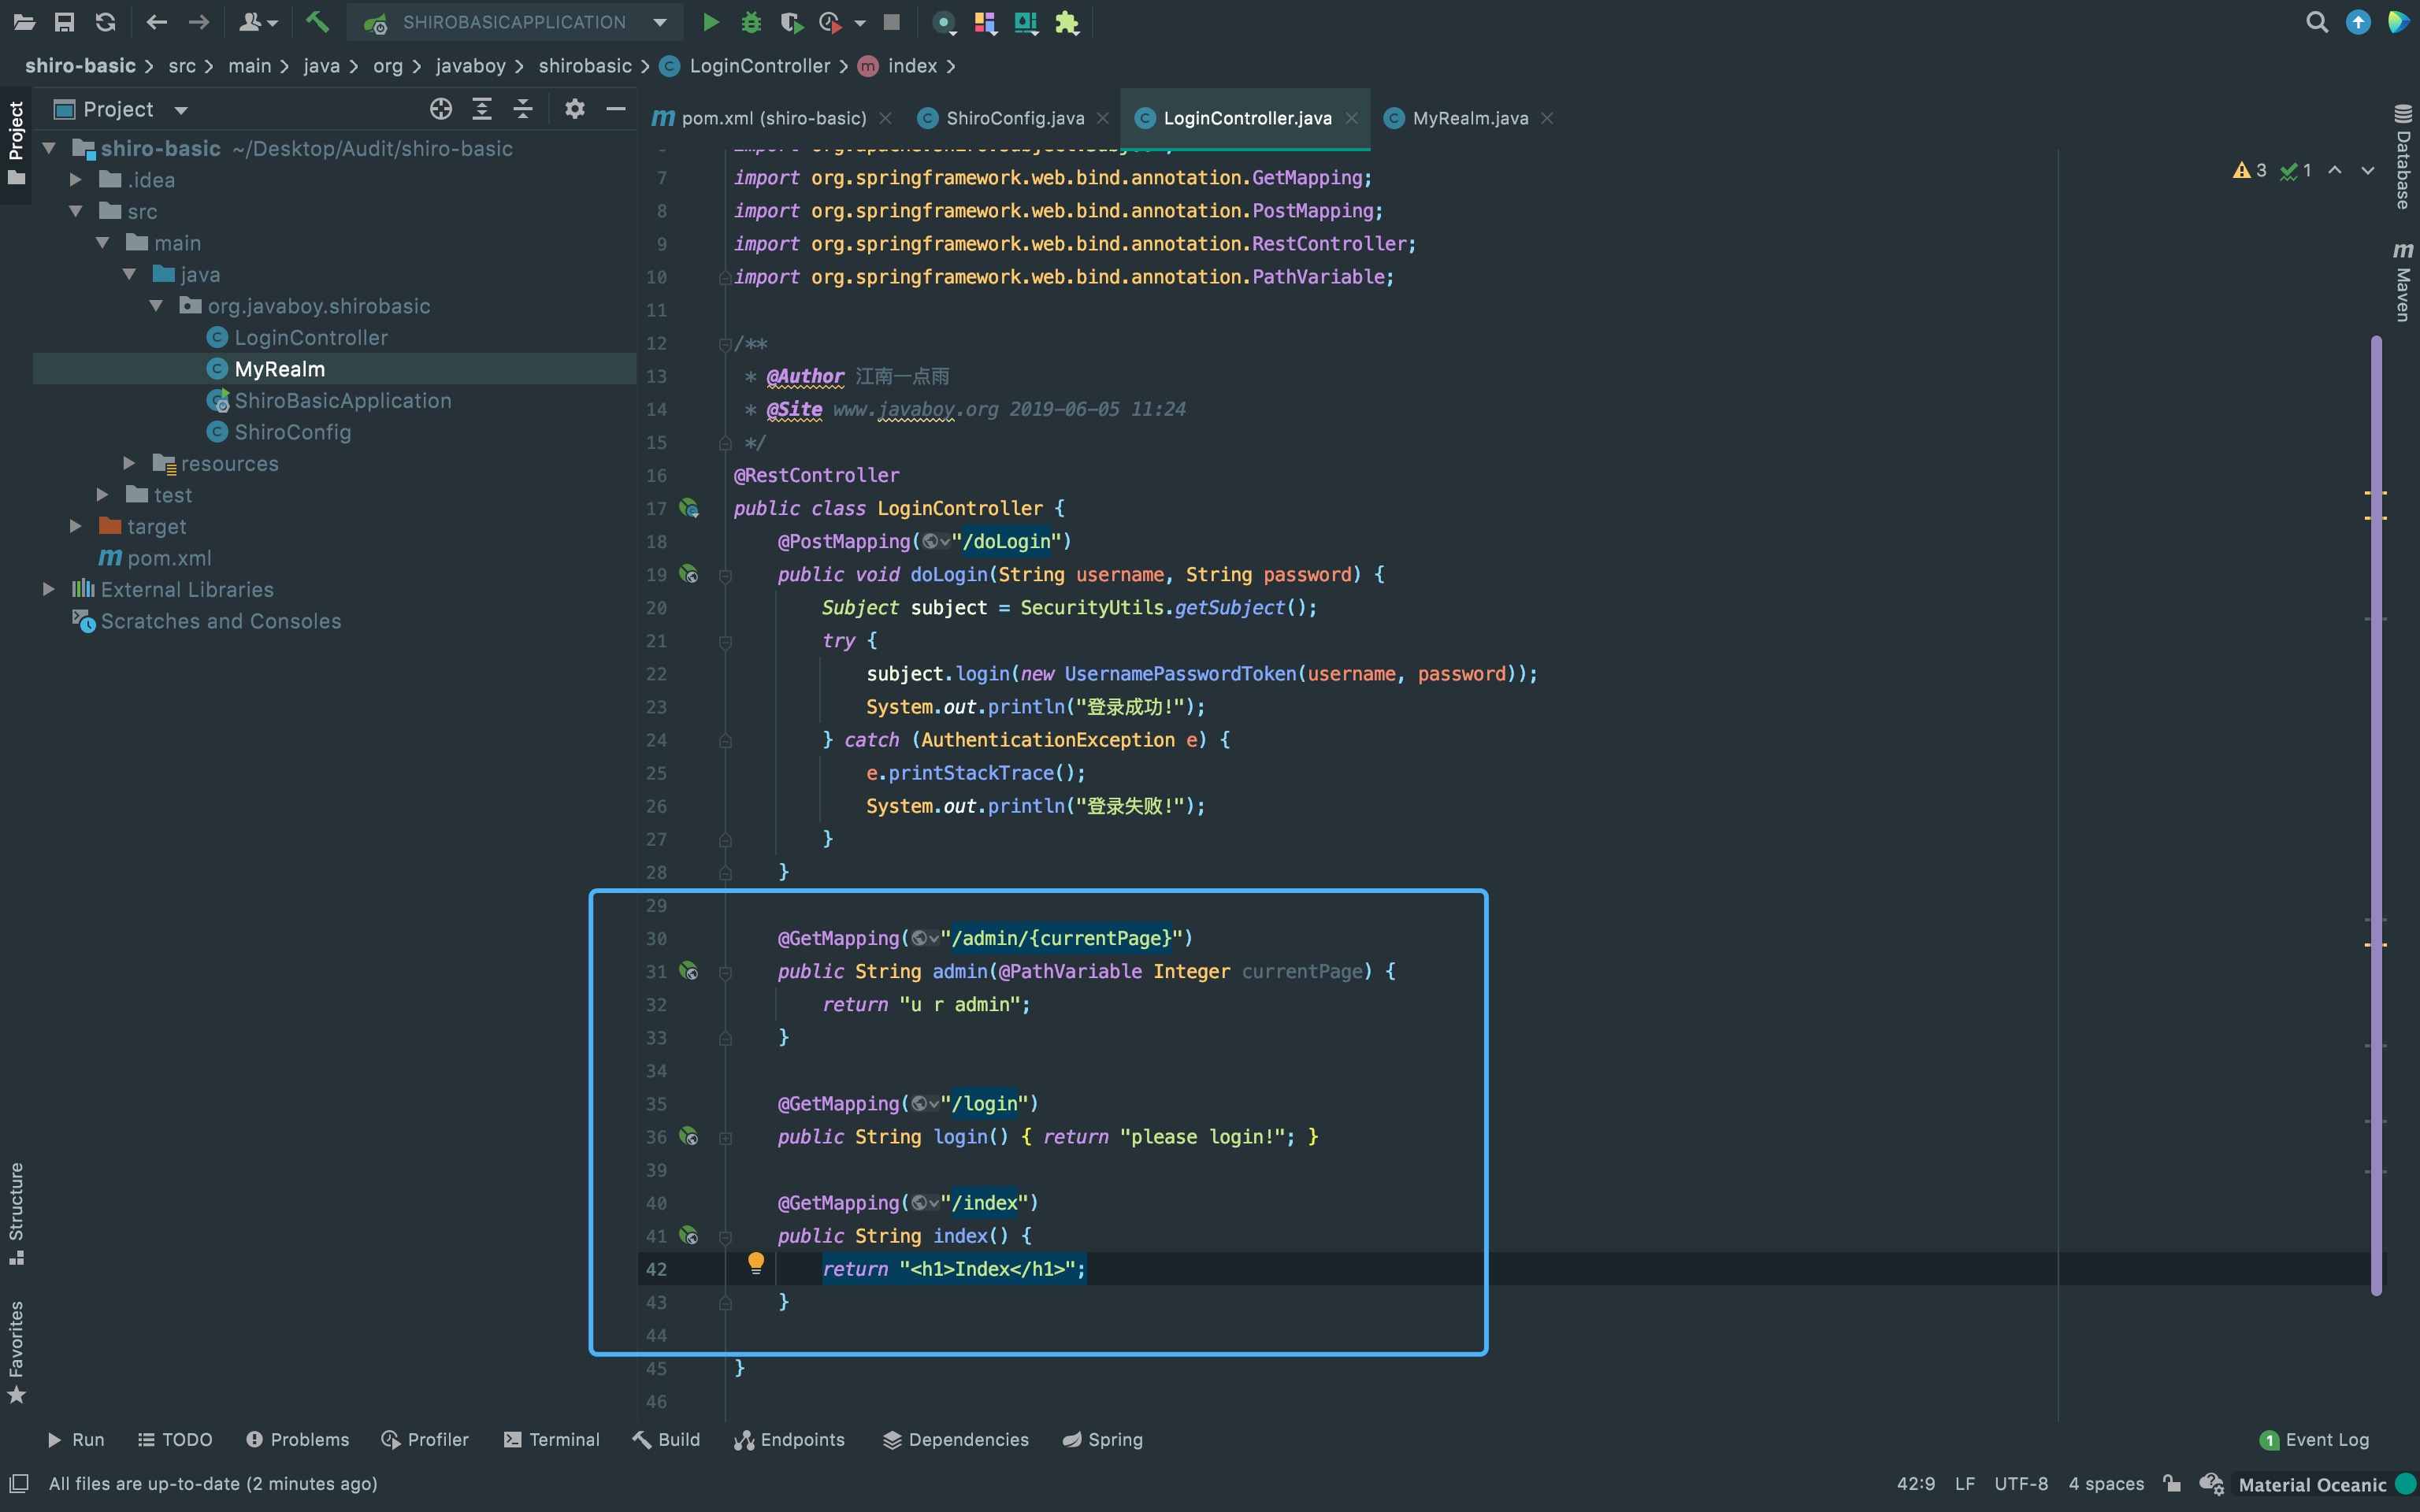 SHIROBASICAPPLICATION
shiro-basic > src > main > java > org > javaboy > shirobasic > LoginController > index >
Project
Project
shiro-basic ~/Desktop/Audit/shiro-basic
.idea
src
main
java
org.javaboy.shirobasic
LoginController
MyRealm
ShiroBasicApplication
ShiroConfig
resources
test
target
pom.xml
External Libraries
Scratches and Consoles
Structure
Favorites
pom.xml (shiro-basic) ShiroConfig.java LoginController.java MyRealm.java
3 1
Database
Maven
7 import org.springframework.web.bind.annotation.GetMapping;
8 import org.springframework.web.bind.annotation.PostMapping;
9 import org.springframework.web.bind.annotation.RestController;
10 import org.springframework.web.bind.annotation.PathVariable;
11
12 /**
13 * @Author 江南一点雨
14 * @Site www.javaboy.org 2019-06-05 11:24
15 */
16 @RestController
17 public class LoginController {
18 @PostMapping("/doLogin")
19 public void doLogin(String username, String password) {
20 Subject subject = SecurityUtils.getSubject();
21 try {
22 subject.login(new UsernamePasswordToken(username, password));
23 System.out.println("登录成功!");
24 } catch (AuthenticationException e) {
25 e.printStackTrace();
26 System.out.println("登录失败!");
27 }
28 }
29
30 @GetMapping("/admin/{currentPage}")
31 public String admin(@PathVariable Integer currentPage) {
32 return "u r admin";
33 }
34
35 @GetMapping("/login")
36 public String login() { return "please login!"; }
39
40 @GetMapping("/index")
41 public String index() {
42 return "<h1>Index</h1>";
43 }
44
45 }
46
Run TODO Problems Profiler Terminal Build Endpoints Dependencies Spring 1 Event Log
All files are up-to-date (2 minutes ago) 42:9 LF UTF-8 4 spaces Material Oceanic